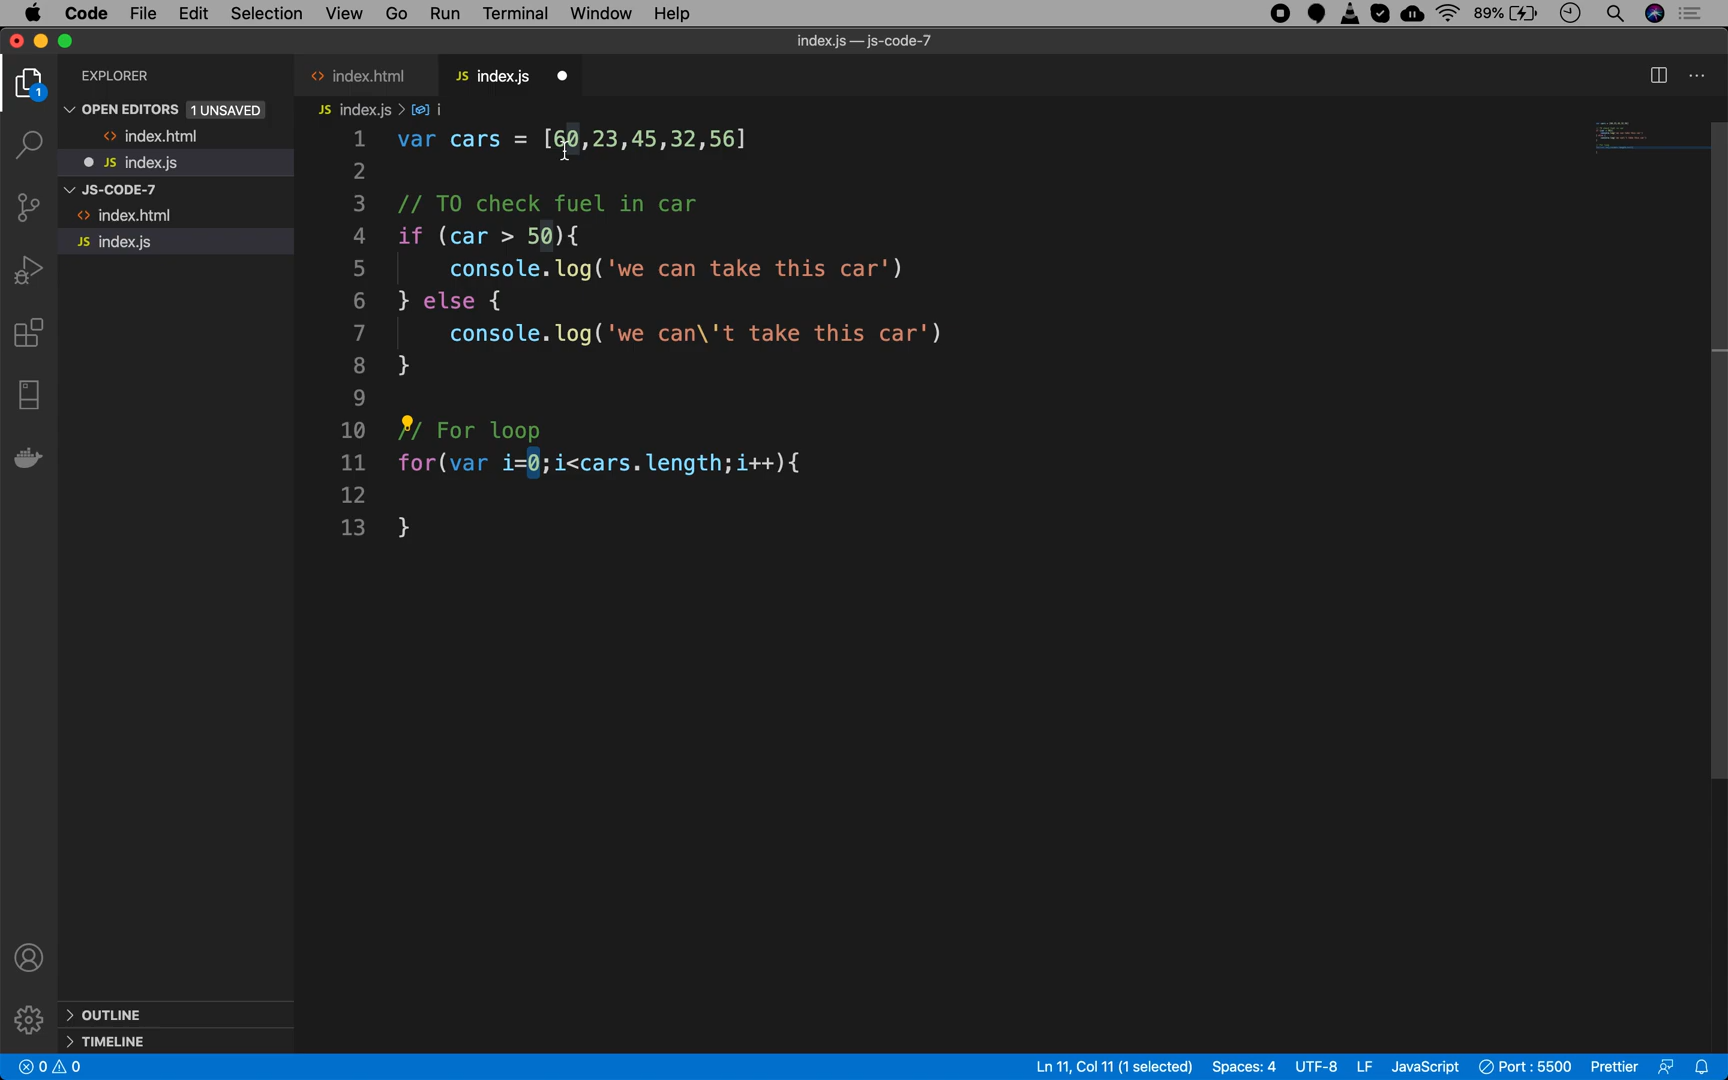 Code File Edit Selection View Go Run Terminal Window Help 89%
index.js — js-code-7
EXPLORER
OPEN EDITORS 1 UNSAVED
<> index.html
JS index.js
JS-CODE-7
<> index.html
JS index.js
OUTLINE
TIMELINE
1
<> index.html JS index.js
JS index.js > i
1 var cars = [60,23,45,32,56]
2
3 // TO check fuel in car
4 if (car > 50){
5 console.log('we can take this car')
6 } else {
7 console.log('we can\'t take this car')
8 }
9
10 // For loop
11 for(var i=0;i<cars.length;i++){
12
13 }
0 0 Ln 11, Col 11 (1 selected) Spaces: 4 UTF-8 LF JavaScript Port : 5500 Prettier